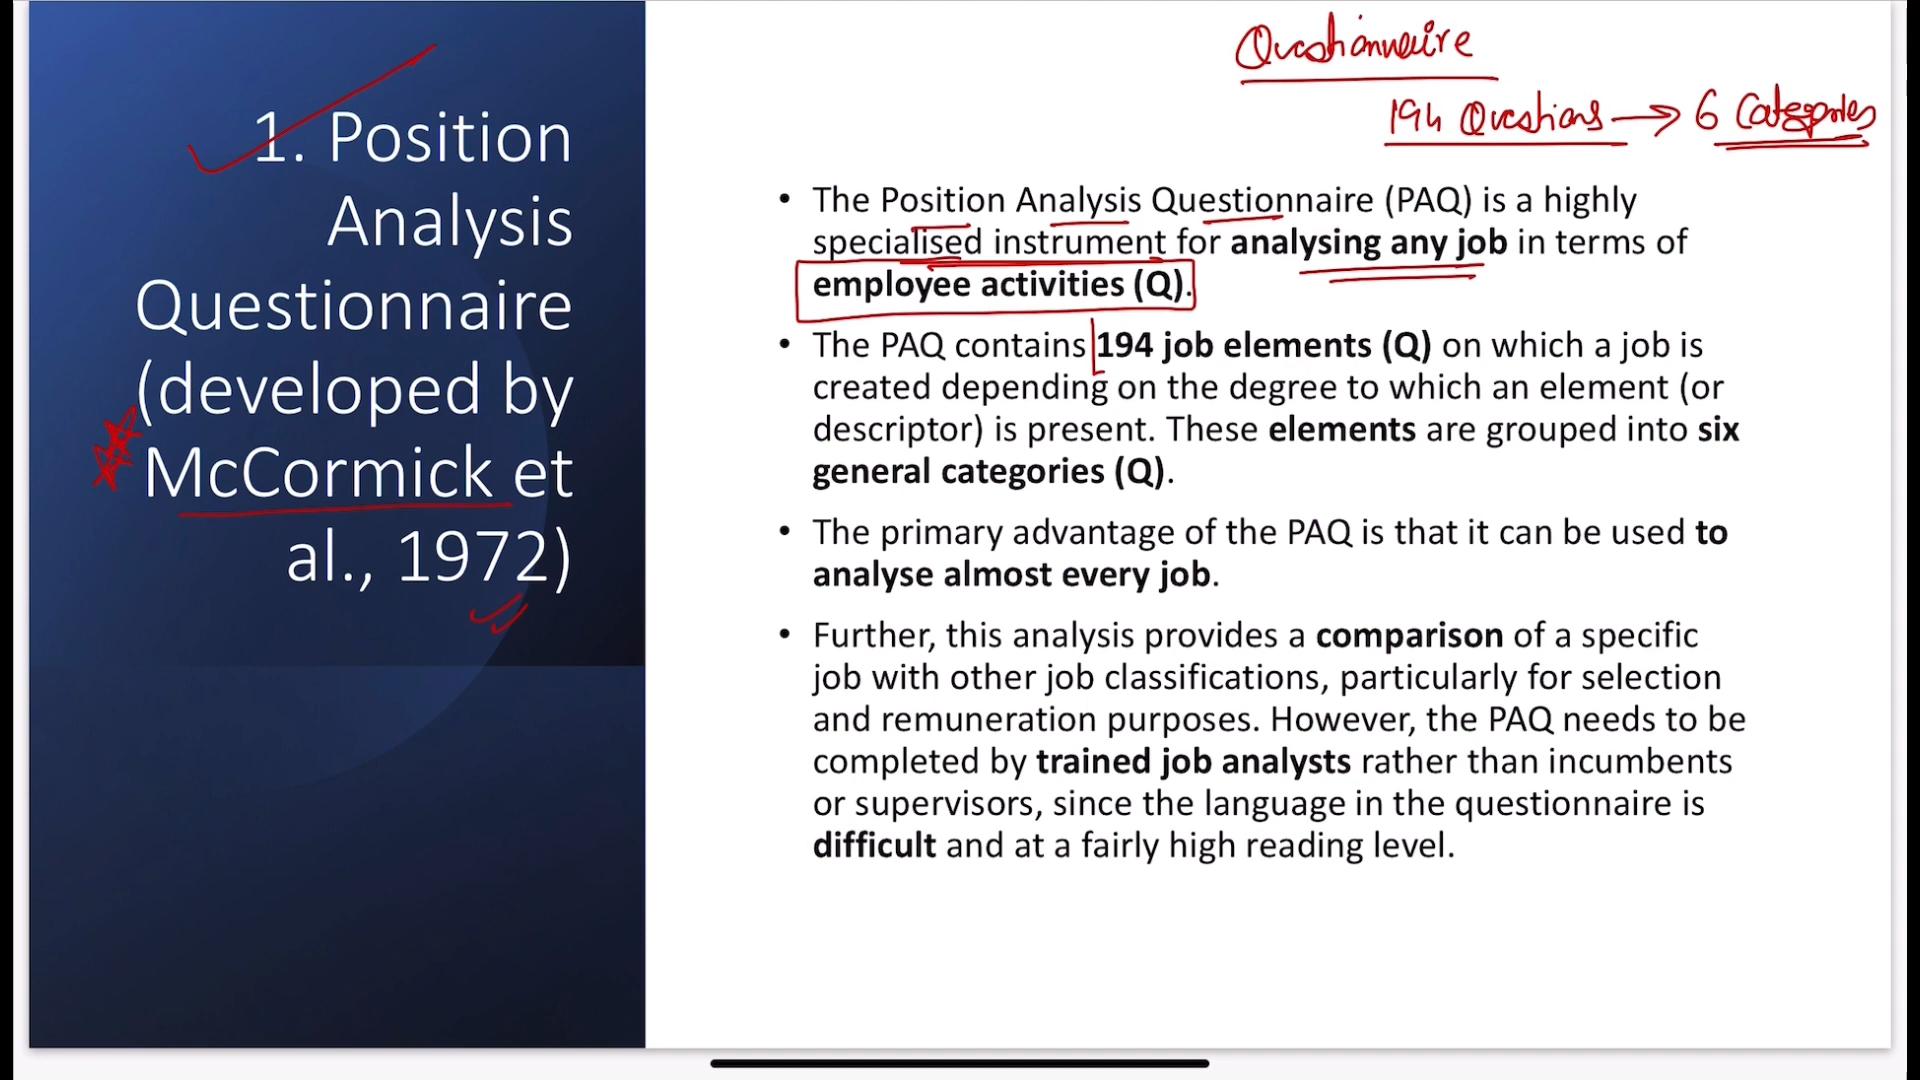 1. Position
Analysis
Questionnaire
(developed by
McCormick et
al., 1972)
Questionnaire
194 Questions → 6 Categories
• The Position Analysis Questionnaire (PAQ) is a highly
specialised instrument for analysing any job in terms of
employee activities (Q).
• The PAQ contains 194 job elements (Q) on which a job is
created depending on the degree to which an element (or
descriptor) is present. These elements are grouped into six
general categories (Q).
• The primary advantage of the PAQ is that it can be used to
analyse almost every job.
• Further, this analysis provides a comparison of a specific
job with other job classifications, particularly for selection
and remuneration purposes. However, the PAQ needs to be
completed by trained job analysts rather than incumbents
or supervisors, since the language in the questionnaire is
difficult and at a fairly high reading level.